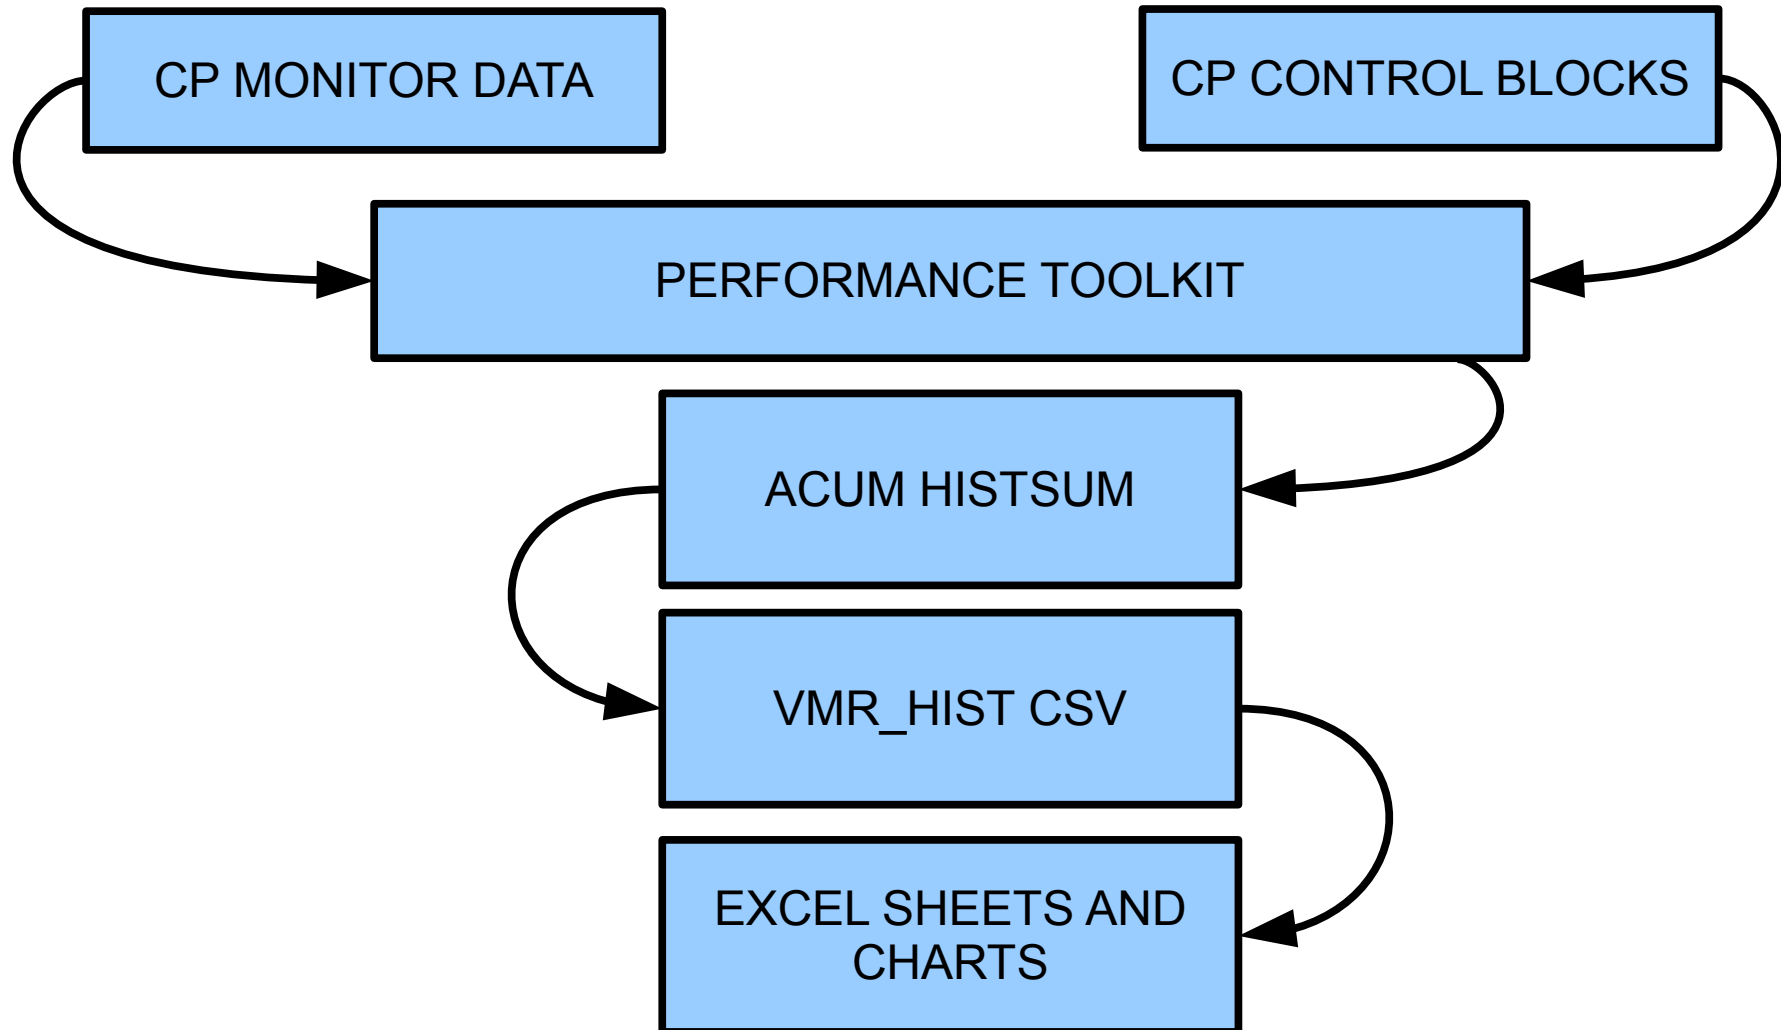 CP MONITOR DATA
CP CONTROL BLOCKS
PERFORMANCE TOOLKIT
ACUM HISTSUM
VMR_HIST CSV
EXCEL SHEETS AND
CHARTS